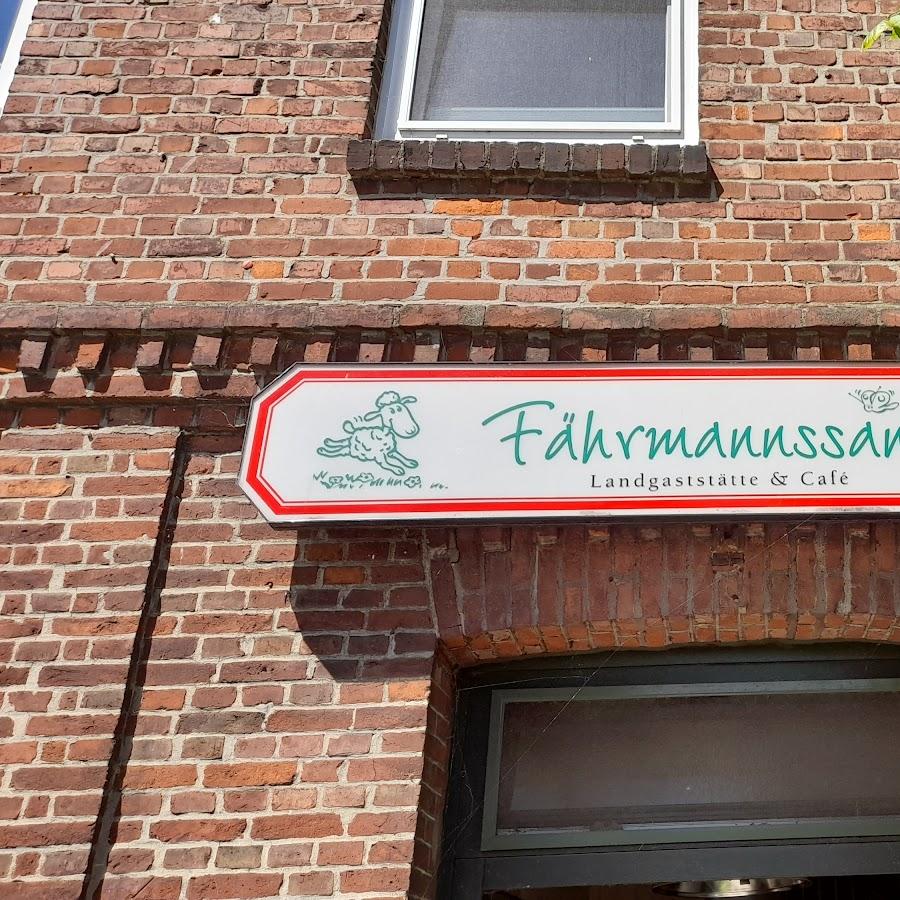 Fährmannssan
Landgaststätte & Café